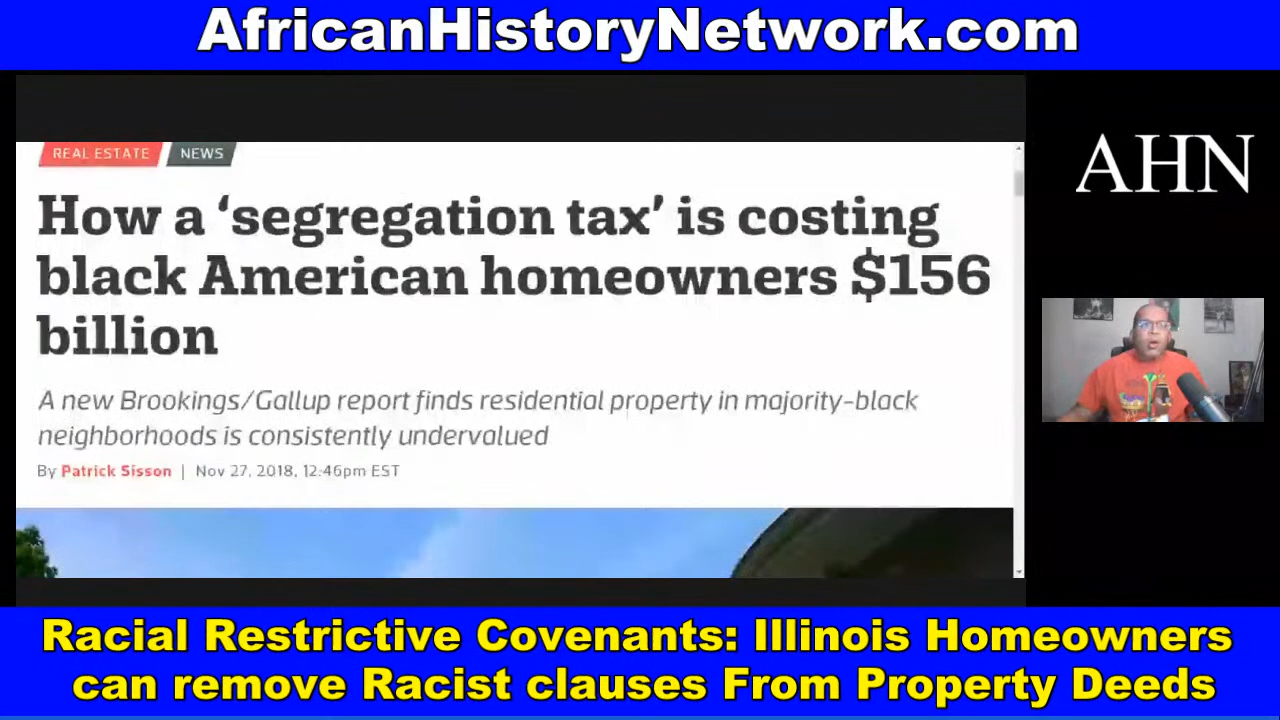 AfricanHistoryNetwork.com
REAL ESTATE NEWS
How a ‘segregation tax’ is costing
black American homeowners $156
billion
A new Brookings/Gallup report finds residential property in majority-black
neighborhoods is consistently undervalued
By Patrick Sisson | Nov 27, 2018, 12:46pm EST
AHN
Racial Restrictive Covenants: Illinois Homeowners
can remove Racist clauses From Property Deeds